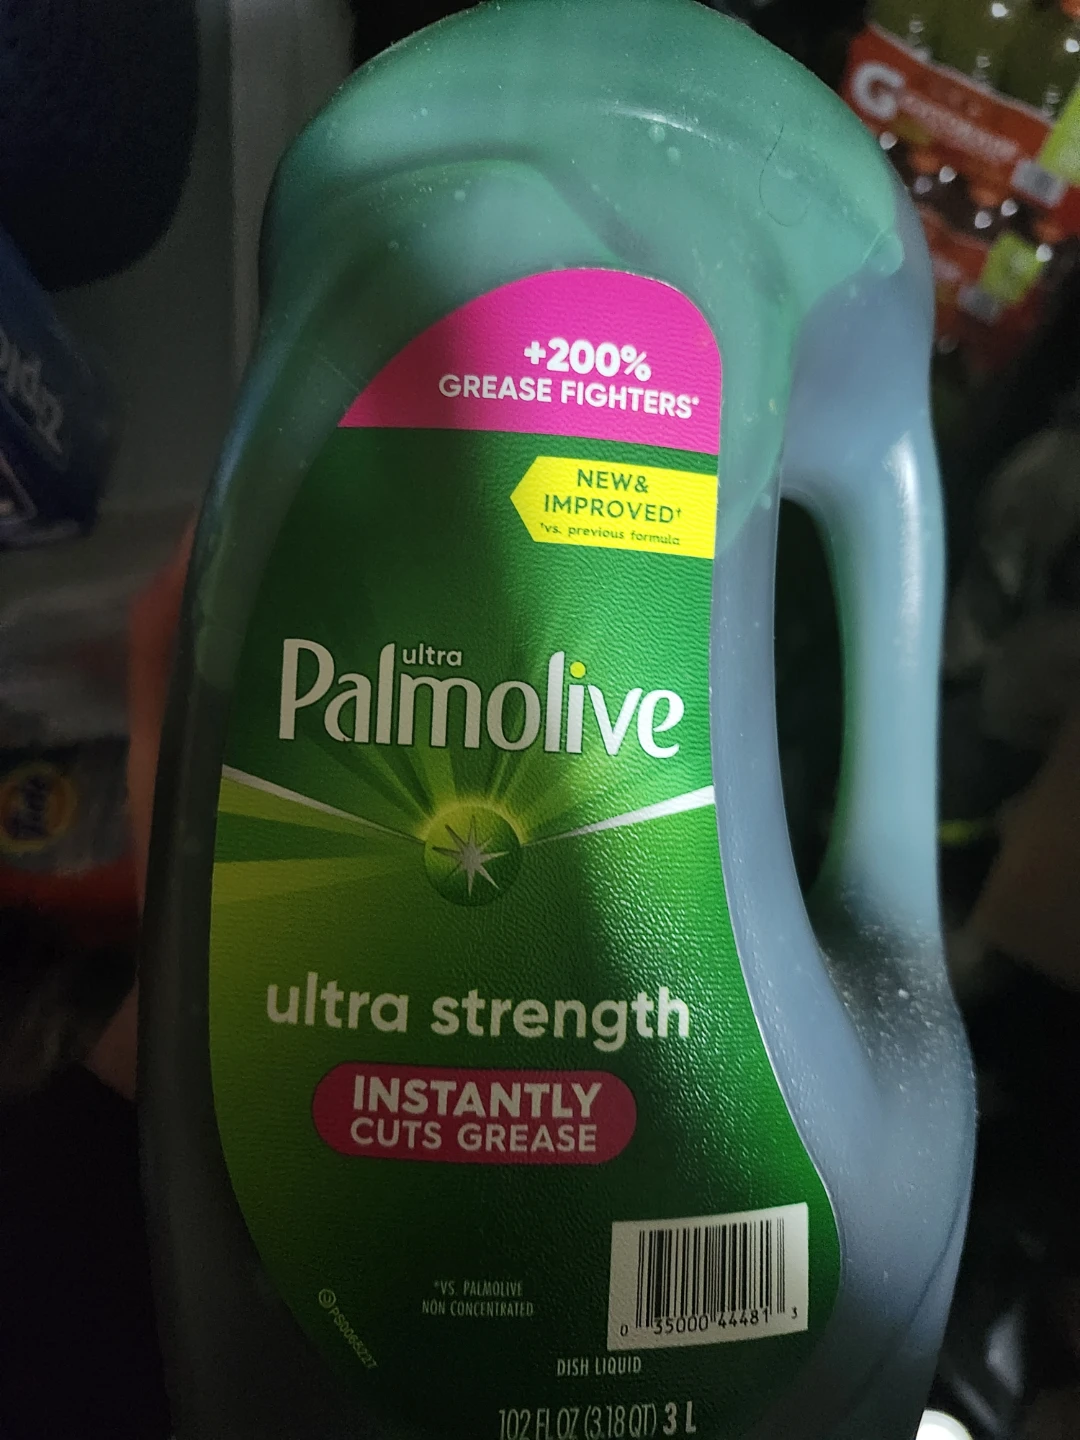 +200%
GREASE FIGHTERS*
NEW &
IMPROVED†
†vs. previous formula
ultra
Palmolive
ultra strength
INSTANTLY
CUTS GREASE
*VS. PALMOLIVE
NON CONCENTRATED
0 35000 44481 3
DISH LIQUID
102 FL OZ (3.18 QT) 3 L
G
Tide